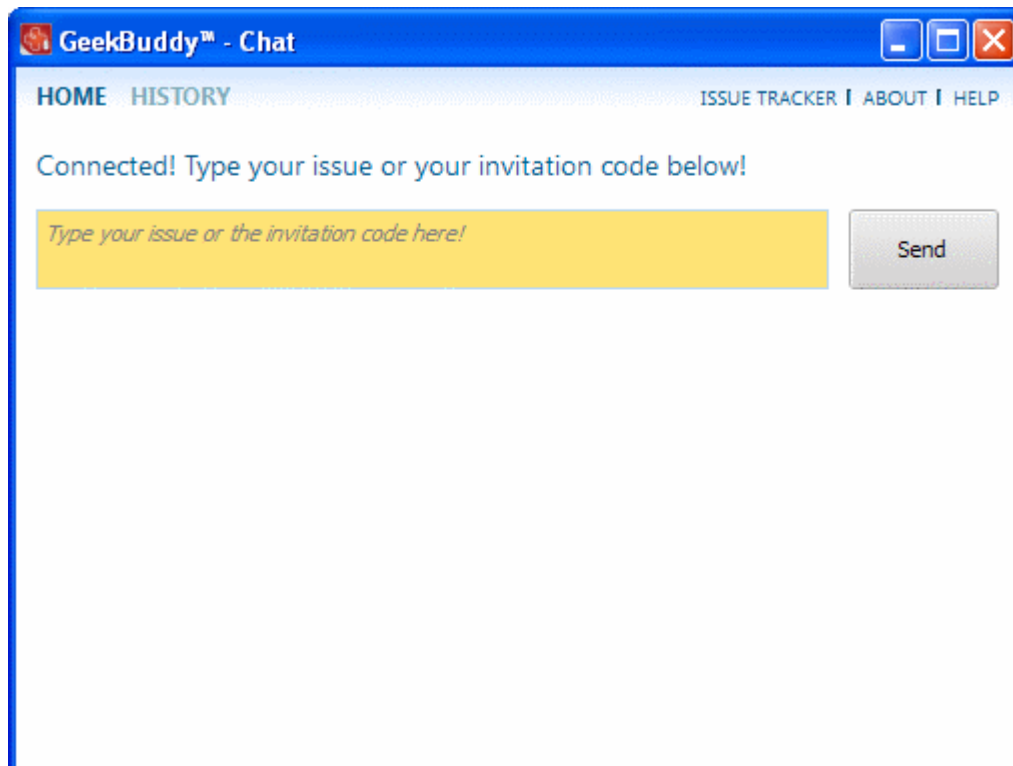 GeekBuddy™ - Chat
HOME HISTORY ISSUE TRACKER | ABOUT | HELP
Connected! Type your issue or your invitation code below!
Type your issue or the invitation code here! Send